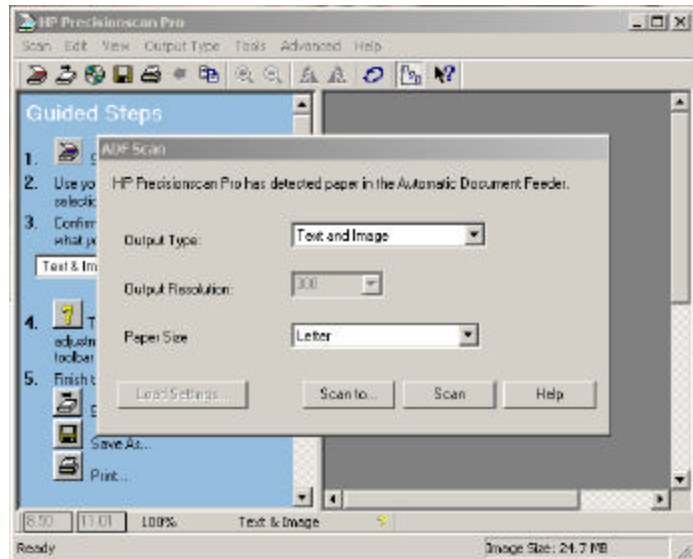 HP Precisionscan Pro
Scan Edit View Output Type Tools Advanced Help
Guided Steps
1.
2. Use yo
selectio
3. Confirm
what yo
Text & Im
4. T
adjustm
toolbar
5. Finish t
Save As...
Print...
ADF Scan
HP Precisionscan Pro has detected paper in the Automatic Document Feeder.
Output Type: Text and Image
Output Resolution: 300
Paper Size Letter
Load Settings... Scan to... Scan Help
8.50 11.01 100% Text & Image
Ready Image Size: 24.7 MB